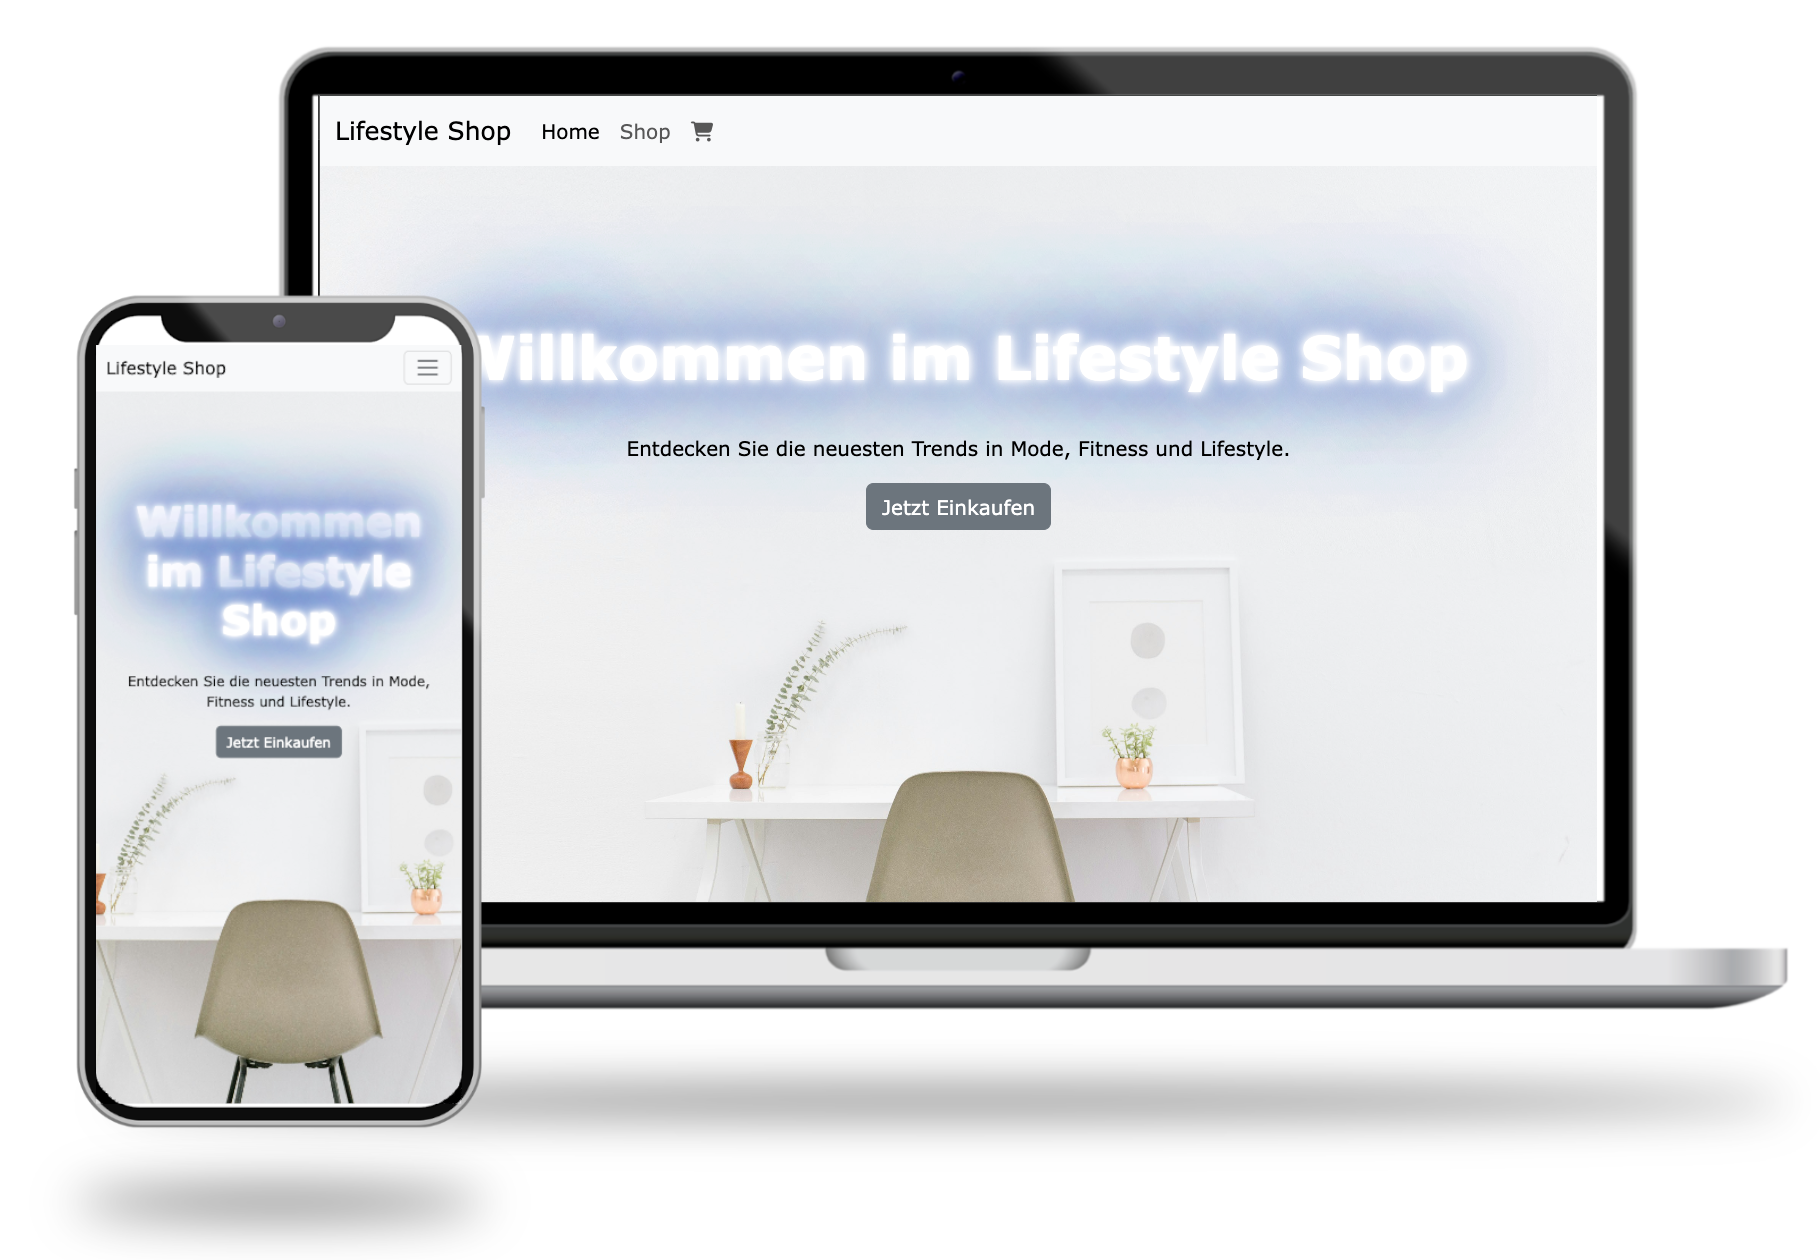 Lifestyle Shop Home Shop
Willkommen im Lifestyle Shop
Entdecken Sie die neuesten Trends in Mode, Fitness und Lifestyle.
Jetzt Einkaufen
Lifestyle Shop
Willkommen
im Lifestyle
Shop
Entdecken Sie die neuesten Trends in Mode,
Fitness und Lifestyle.
Jetzt Einkaufen